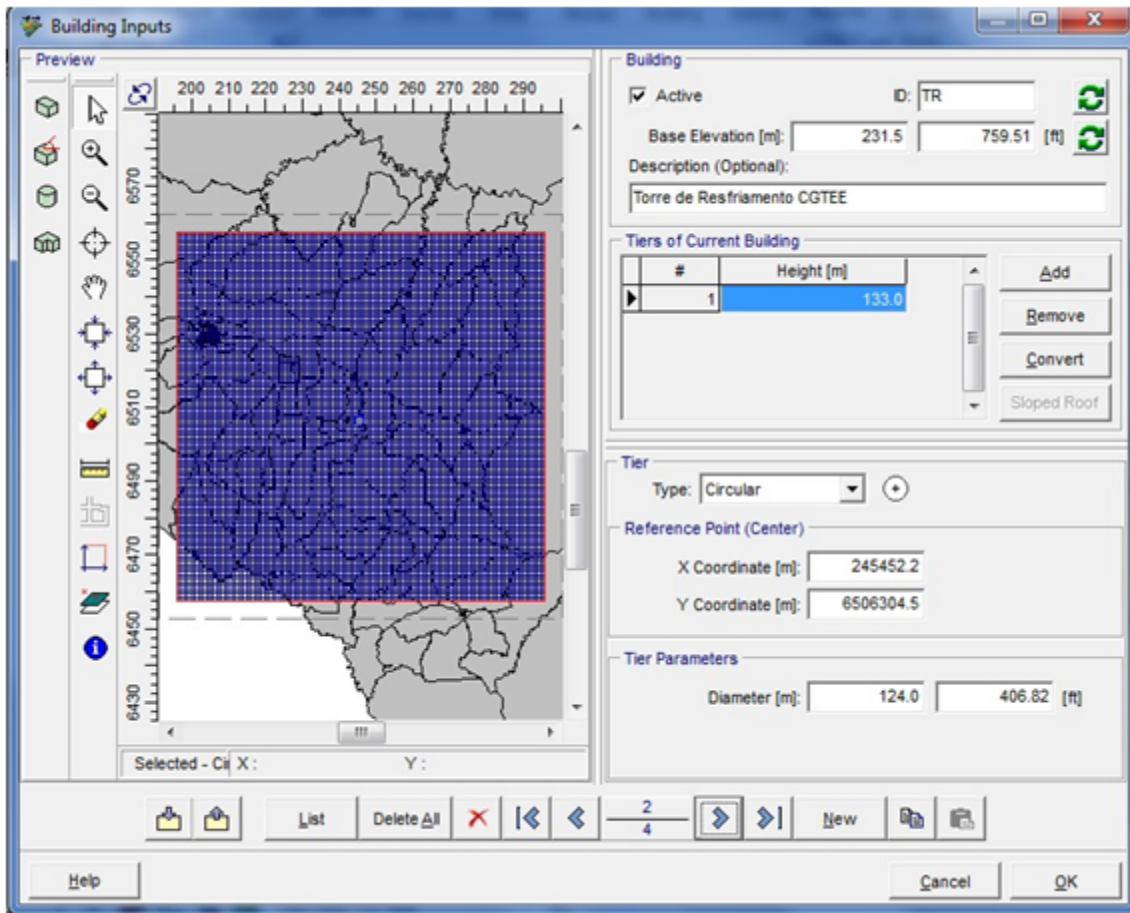 Building Inputs
Preview
200 210 220 230 240 250 260 270 280 290
6570
6550
6530
6510
6490
6470
6450
6430
Selected - Cir X : Y :
Building
Active ID: TR
Base Elevation [m]: 231.5 759.51 [ft]
Description (Optional):
Torre de Resfriamento CGTEE
Tiers of Current Building
# Height [m]
1 133.0
Add
Remove
Convert
Sloped Roof
Tier
Type: Circular
Reference Point (Center)
X Coordinate [m]: 245452.2
Y Coordinate [m]: 6506304.5
Tier Parameters
Diameter [m]: 124.0 406.82 [ft]
List Delete All 2 New
4
Help Cancel OK